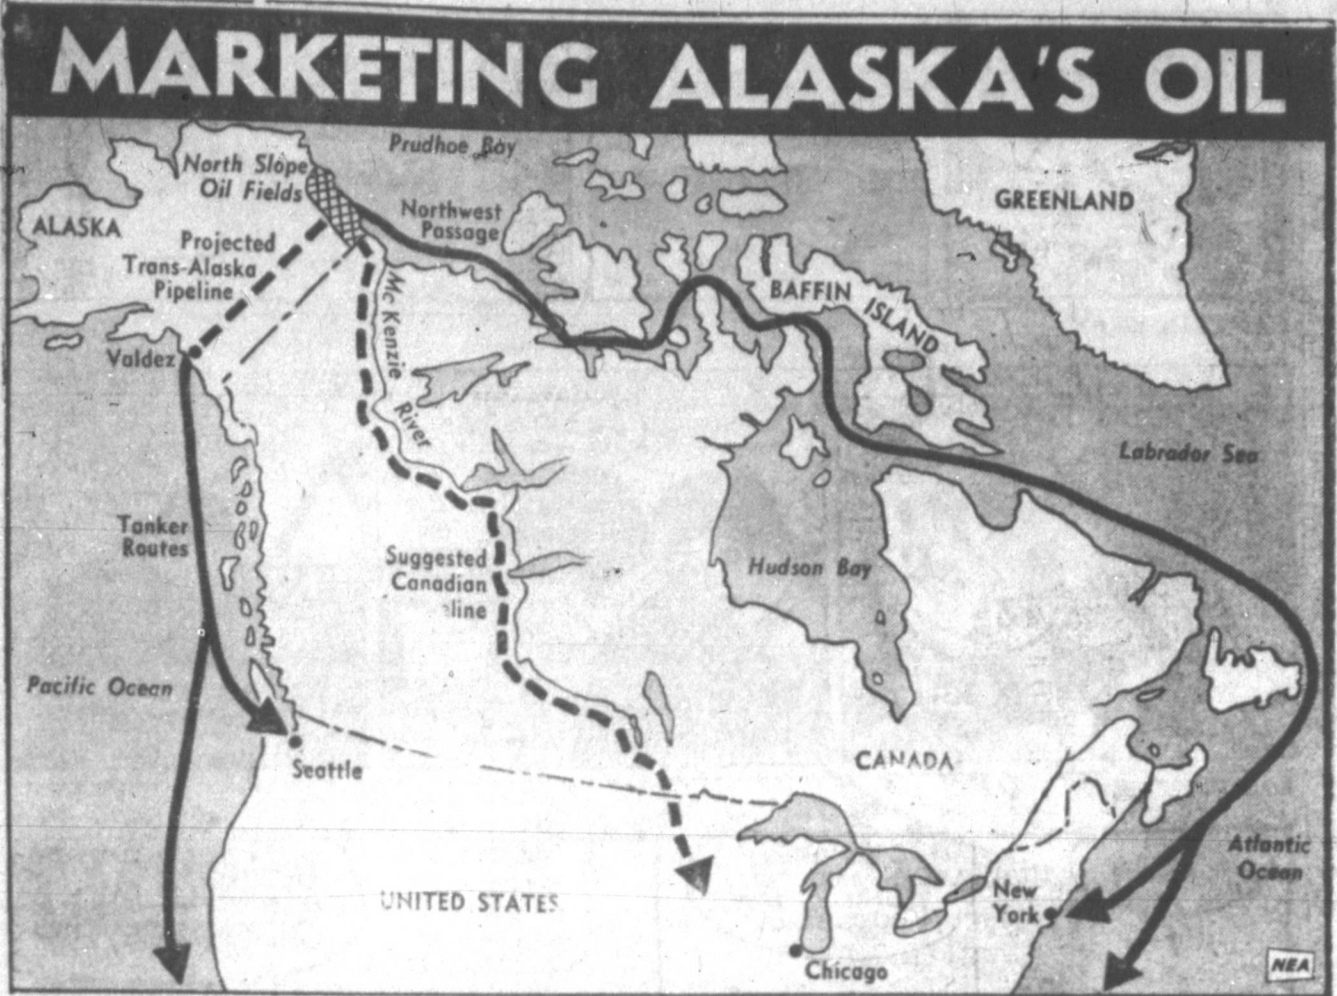 MARKETING ALASKA'S OIL
Prudhoe Bay
North Slope
Oil Fields
GREENLAND
ALASKA
Northwest
Passage
Projected
Trans-Alaska
Pipeline
BAFFIN ISLAND
Mc Kenzie River
Valdez
Labrador Sea
Tanker
Routes
Suggested
Canadian
line
Hudson Bay
Pacific Ocean
Seattle
CANADA
Atlantic
Ocean
UNITED STATES
New
York
Chicago
NEA